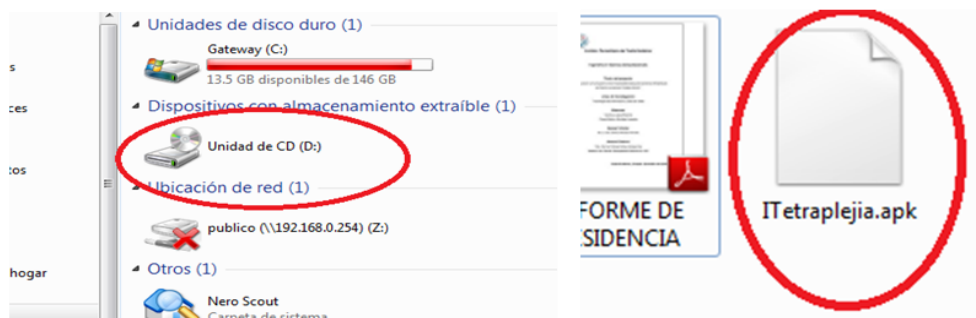 Unidades de disco duro (1)
Gateway (C:)
13.5 GB disponibles de 146 GB
Dispositivos con almacenamiento extraíble (1)
Unidad de CD (D:)
Ubicación de red (1)
publico (\\192.168.0.254) (Z:)
hogar
Otros (1)
Nero Scout
Carpeta de sistema
FORME DE
SIDENCIA
ITetraplejia.apk